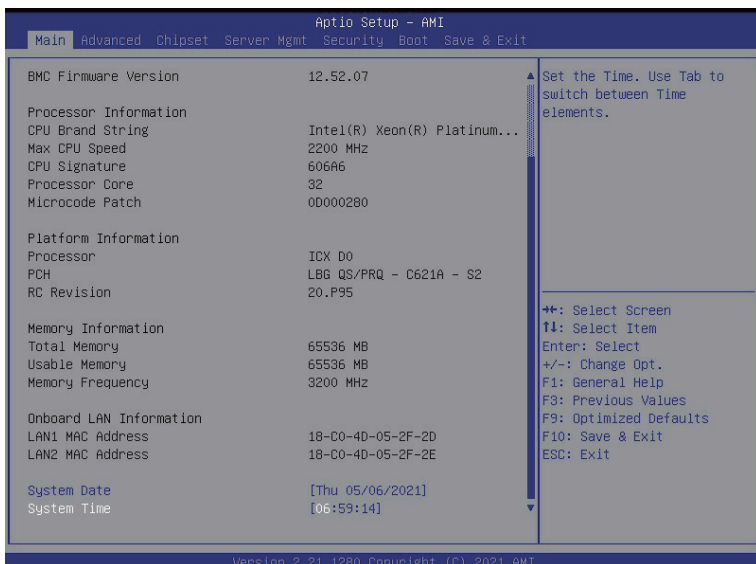 Aptio Setup - AMI
Main Advanced Chipset Server Mgmt Security Boot Save & Exit
BMC Firmware Version 12.52.07
Processor Information
CPU Brand String Intel(R) Xeon(R) Platinum...
Max CPU Speed 2200 MHz
CPU Signature 606A6
Processor Core 32
Microcode Patch 0D000280
Platform Information
Processor ICX D0
PCH LBG QS/PRQ - C621A - S2
RC Revision 20.P95
Memory Information
Total Memory 65536 MB
Usable Memory 65536 MB
Memory Frequency 3200 MHz
Onboard LAN Information
LAN1 MAC Address 18-C0-4D-05-2F-2D
LAN2 MAC Address 18-C0-4D-05-2F-2E
System Date [Thu 05/06/2021]
System Time [06:59:14]
Set the Time. Use Tab to
switch between Time
elements.
→←: Select Screen
↑↓: Select Item
Enter: Select
+/-: Change Opt.
F1: General Help
F3: Previous Values
F9: Optimized Defaults
F10: Save & Exit
ESC: Exit
Version 2.21.1280 Copyright (C) 2021 AMI